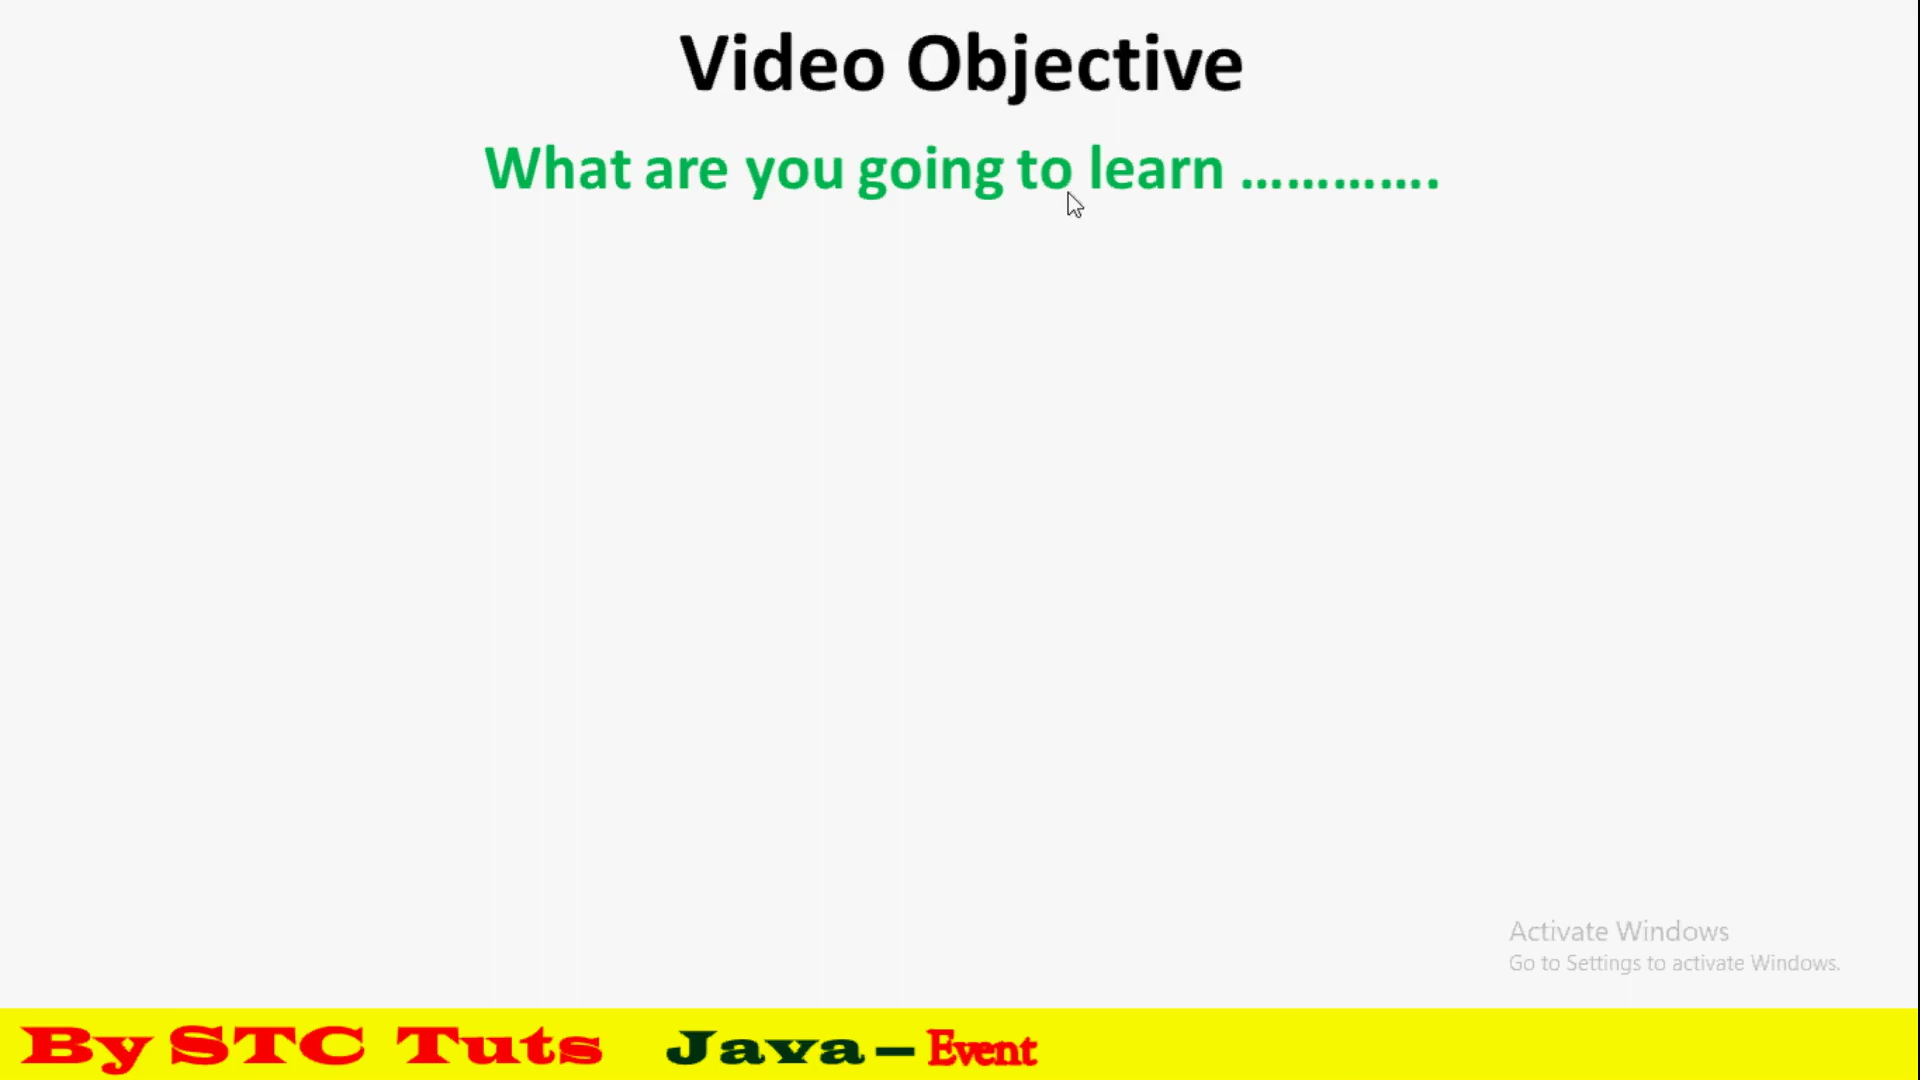 Video Objective
What are you going to learn ………….
Activate Windows
Go to Settings to activate Windows.
By STC Tuts Java – Event